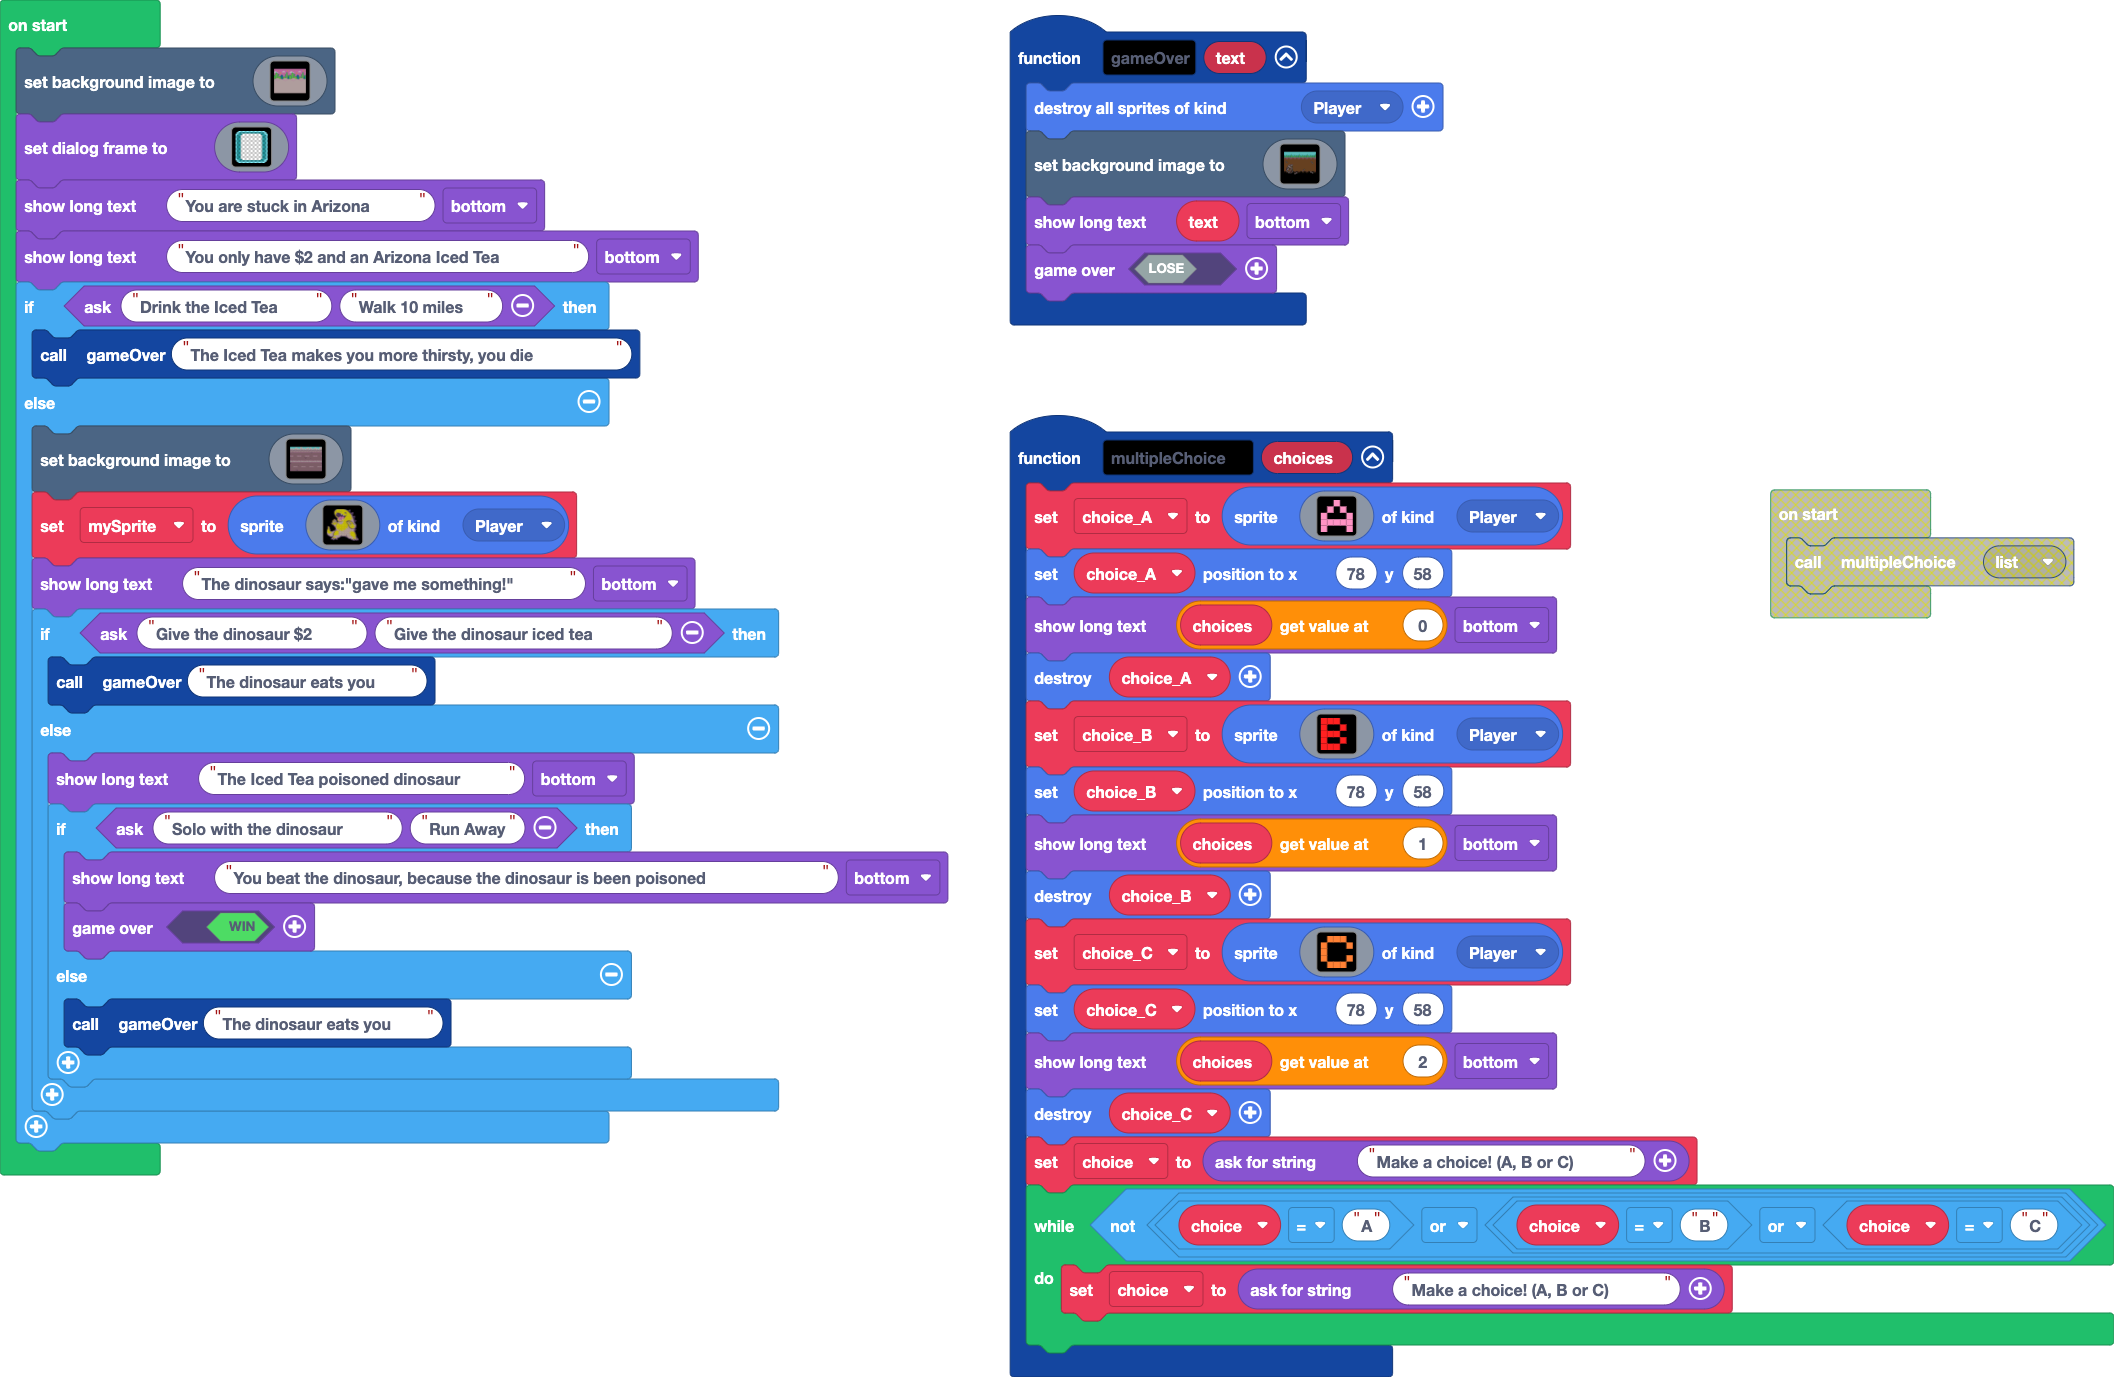 on start
set background image to
set dialog frame to
show long text "You are stuck in Arizona" bottom
show long text "You only have $2 and an Arizona Iced Tea" bottom
if ask "Drink the Iced Tea" "Walk 10 miles" then
call gameOver "The Iced Tea makes you more thirsty, you die"
else
set background image to
set mySprite to sprite of kind Player
show long text "The dinosaur says:"gave me something!"" bottom
if ask "Give the dinosaur $2" "Give the dinosaur iced tea" then
call gameOver "The dinosaur eats you"
else
show long text "The Iced Tea poisoned dinosaur" bottom
if ask "Solo with the dinosaur" "Run Away" then
show long text "You beat the dinosaur, because the dinosaur is been poisoned" bottom
game over WIN
else
call gameOver "The dinosaur eats you"
function gameOver text
destroy all sprites of kind Player
set background image to
show long text text bottom
game over LOSE
function multipleChoice choices
set choice_A to sprite A of kind Player
set choice_A position to x 78 y 58
show long text choices get value at 0 bottom
destroy choice_A
set choice_B to sprite B of kind Player
set choice_B position to x 78 y 58
show long text choices get value at 1 bottom
destroy choice_B
set choice_C to sprite C of kind Player
set choice_C position to x 78 y 58
show long text choices get value at 2 bottom
destroy choice_C
set choice to ask for string "Make a choice! (A, B or C)"
while not choice = "A" or choice = "B" or choice = "C"
do set choice to ask for string "Make a choice! (A, B or C)"
on start
call multipleChoice list